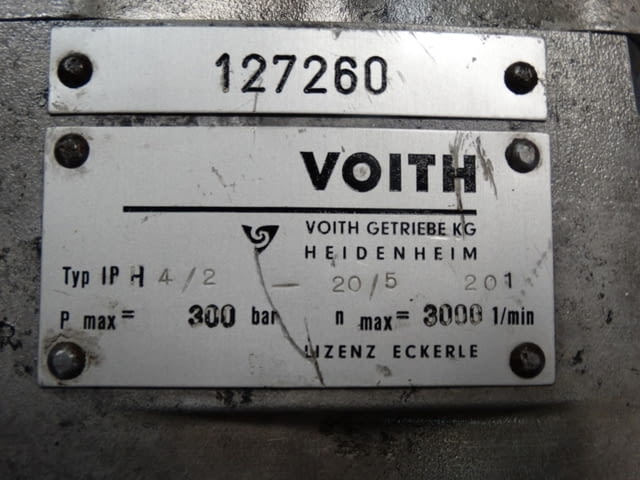 127260
VOITH
VOITH GETRIEBE KG
HEIDENHEIM
Typ IP H 4/2 – 20/5 201
P max= 300 bar n max= 3000 1/min
LIZENZ ECKERLE